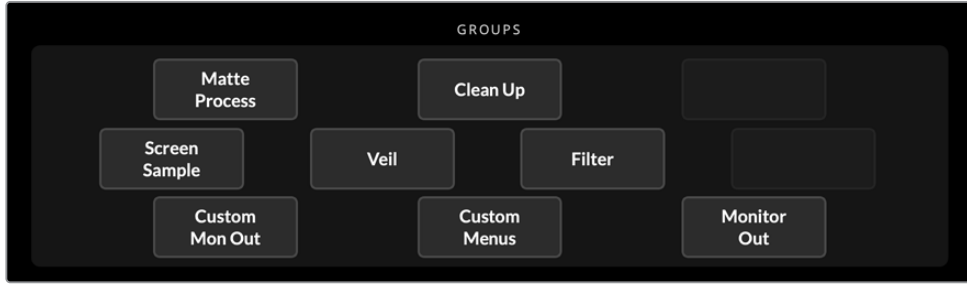 GROUPS
Matte
Process
Clean Up
Screen
Sample
Veil
Filter
Custom
Mon Out
Custom
Menus
Monitor
Out